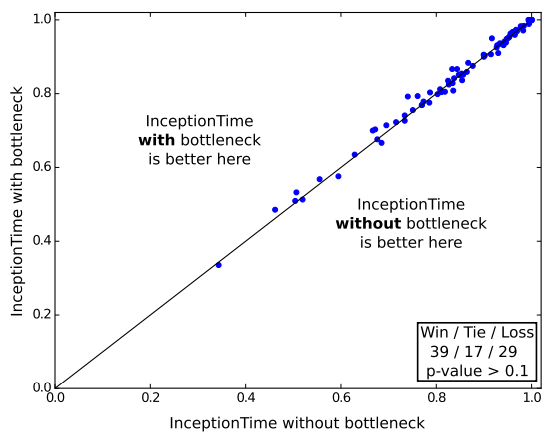 1.0
0.8
0.6
0.4
0.2
0.0
InceptionTime with bottleneck
InceptionTime
with bottleneck
is better here
InceptionTime
without bottleneck
is better here
Win / Tie / Loss
39 / 17 / 29
p-value > 0.1
0.0 0.2 0.4 0.6 0.8 1.0
InceptionTime without bottleneck